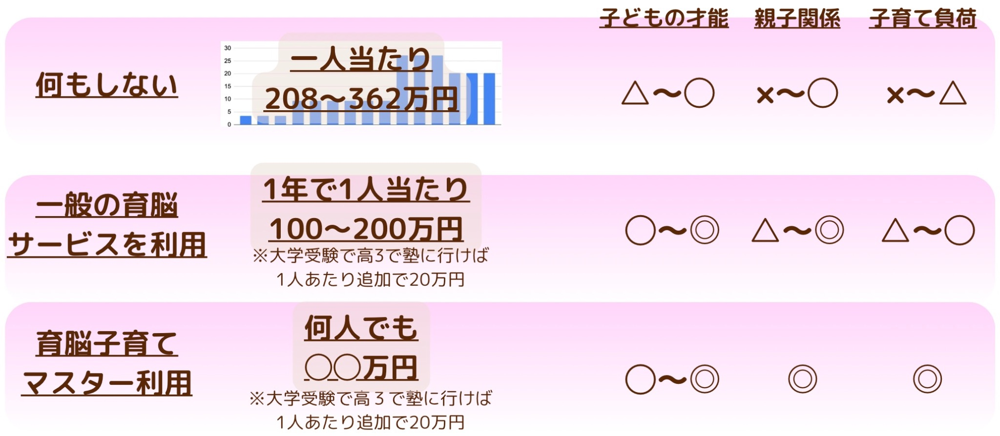 子どもの才能 親子関係 子育て負荷
何もしない
30
25
20
15
10
5
0
一人当たり
208～362万円
△～○ ×～○ ×～△
一般の育脳
サービスを利用
1年で1人当たり
100～200万円
※大学受験で高3で塾に行けば
1人あたり追加で20万円
○～◎ △～◎ △～○
育脳子育て
マスター利用
何人でも
○○万円
※大学受験で高３で塾に行けば
1人あたり追加で20万円
○～◎ ◎ ◎